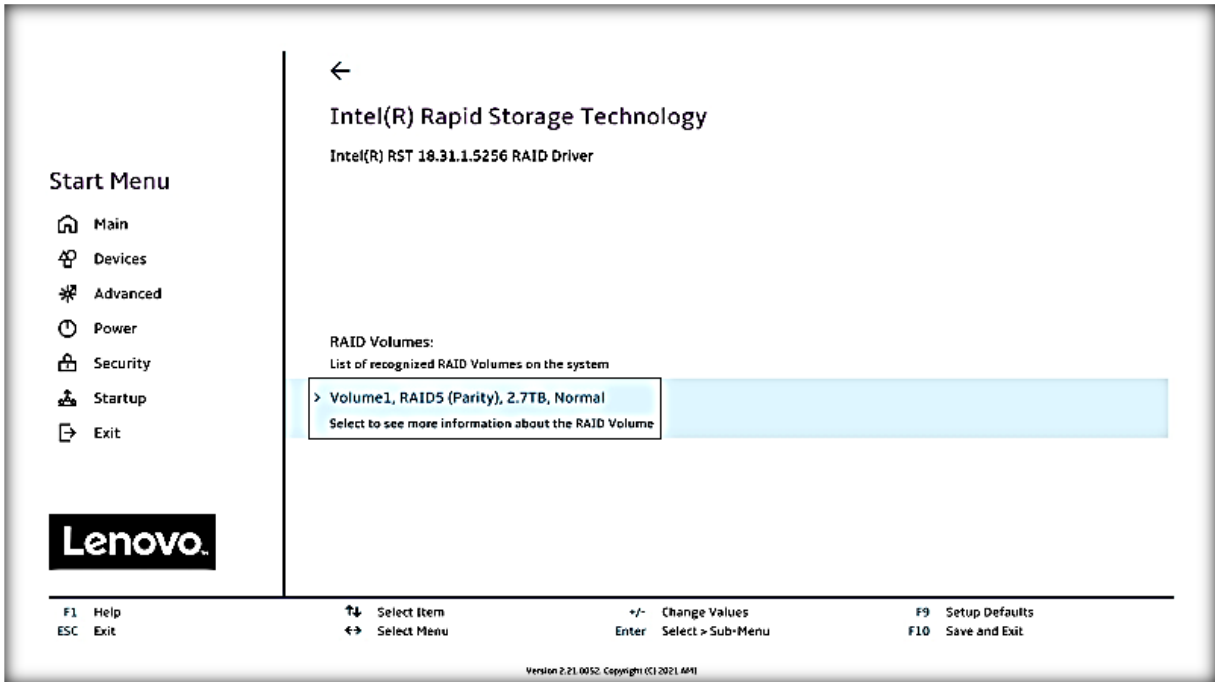 Start Menu
Main
Devices
Advanced
Power
Security
Startup
Exit
Lenovo™
←
Intel(R) Rapid Storage Technology
Intel(R) RST 18.31.1.5256 RAID Driver
RAID Volumes:
List of recognized RAID Volumes on the system
> Volume1, RAID5 (Parity), 2.7TB, Normal
Select to see more information about the RAID Volume
F1 Help ↑↓ Select Item +/- Change Values F9 Setup Defaults
ESC Exit ↔ Select Menu Enter Select > Sub-Menu F10 Save and Exit
Version 2.21.0052. Copyright (C) 2021 AMI